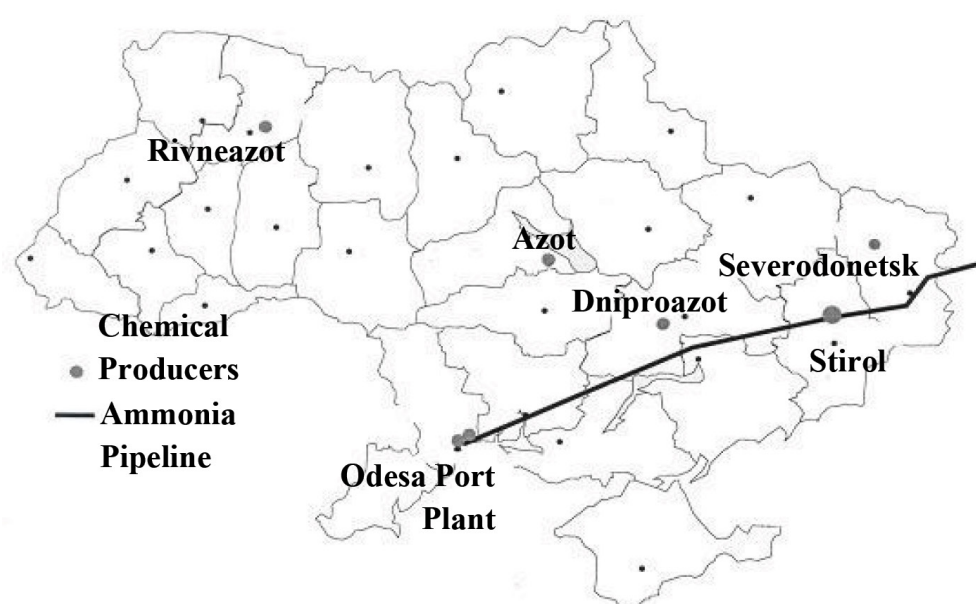 Rivneazot
Azot
Severodonetsk
Dniproazot
Chemical
Producers
Stirol
Ammonia
Pipeline
Odesa Port
Plant